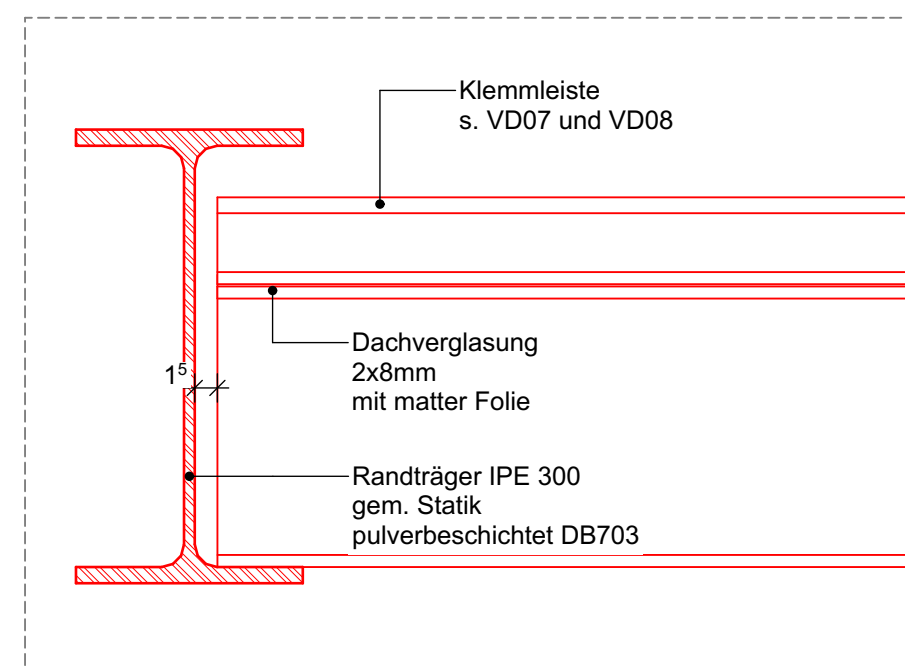 Klemmleiste
s. VD07 und VD08
Dachverglasung
2x8mm
mit matter Folie
1⁵
Randträger IPE 300
gem. Statik
pulverbeschichtet DB703